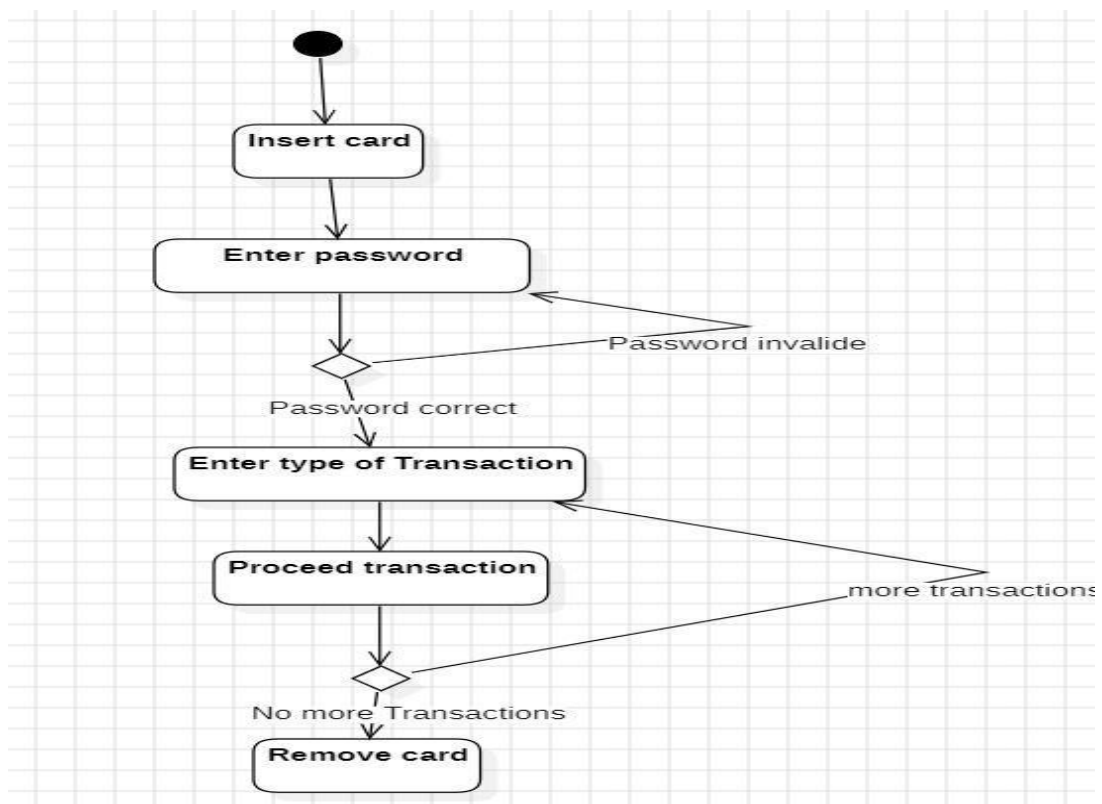 Insert card
Enter password
Password invalide
Password correct
Enter type of Transaction
Proceed transaction
more transactions
No more Transactions
Remove card